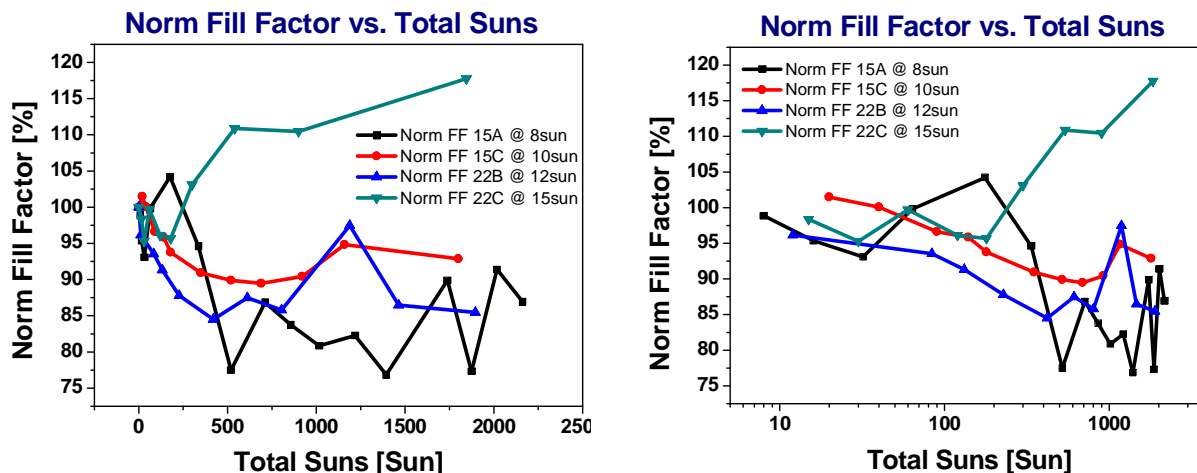 Norm Fill Factor vs. Total Suns
120
115
110
105
100
95
90
85
80
75
Norm Fill Factor [%]
Norm FF 15A @ 8sun
Norm FF 15C @ 10sun
Norm FF 22B @ 12sun
Norm FF 22C @ 15sun
0 500 1000 1500 2000 250
Total Suns [Sun]
Norm Fill Factor vs. Total Suns
120
115
110
105
100
95
90
85
80
75
Norm Fill Factor [%]
Norm FF 15A @ 8sun
Norm FF 15C @ 10sun
Norm FF 22B @ 12sun
Norm FF 22C @ 15sun
10 100 1000
Total Suns [Sun]